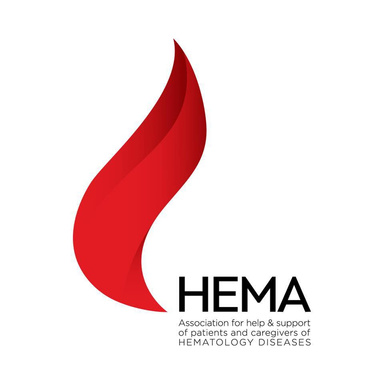 HEMA
Association for help & support
of patients and caregivers of
HEMATOLOGY DISEASES